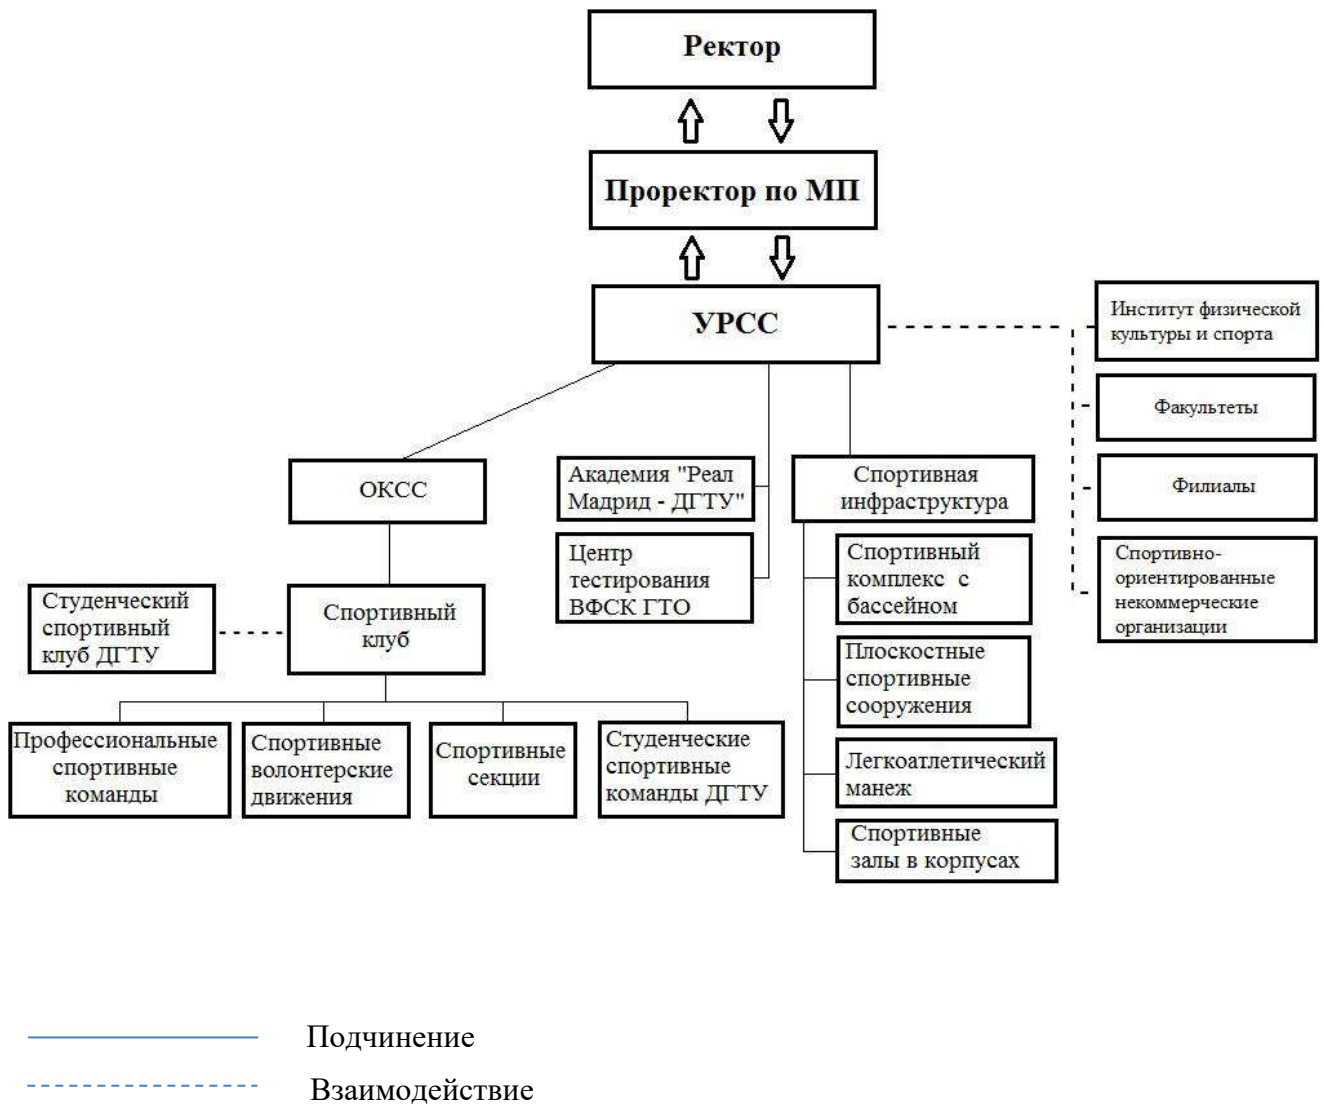 Ректор
Проректор по МП
УРСС
Институт физической
культуры и спорта
Факультеты
Филиалы
Спортивно-
ориентированные
некоммерческие
организации
ОКСС
Академия "Реал
Мадрид - ДГТУ"
Центр
тестирования
ВФСК ГТО
Спортивная
инфраструктура
Спортивный
комплекс с
бассейном
Плоскостные
спортивные
сооружения
Легкоатлетический
манеж
Спортивные
залы в корпусах
Студенческий
спортивный
клуб ДГТУ
Спортивный
клуб
Профессиональные
спортивные
команды
Спортивные
волонтерские
движения
Спортивные
секции
Студенческие
спортивные
команды ДГТУ
Подчинение
Взаимодействие